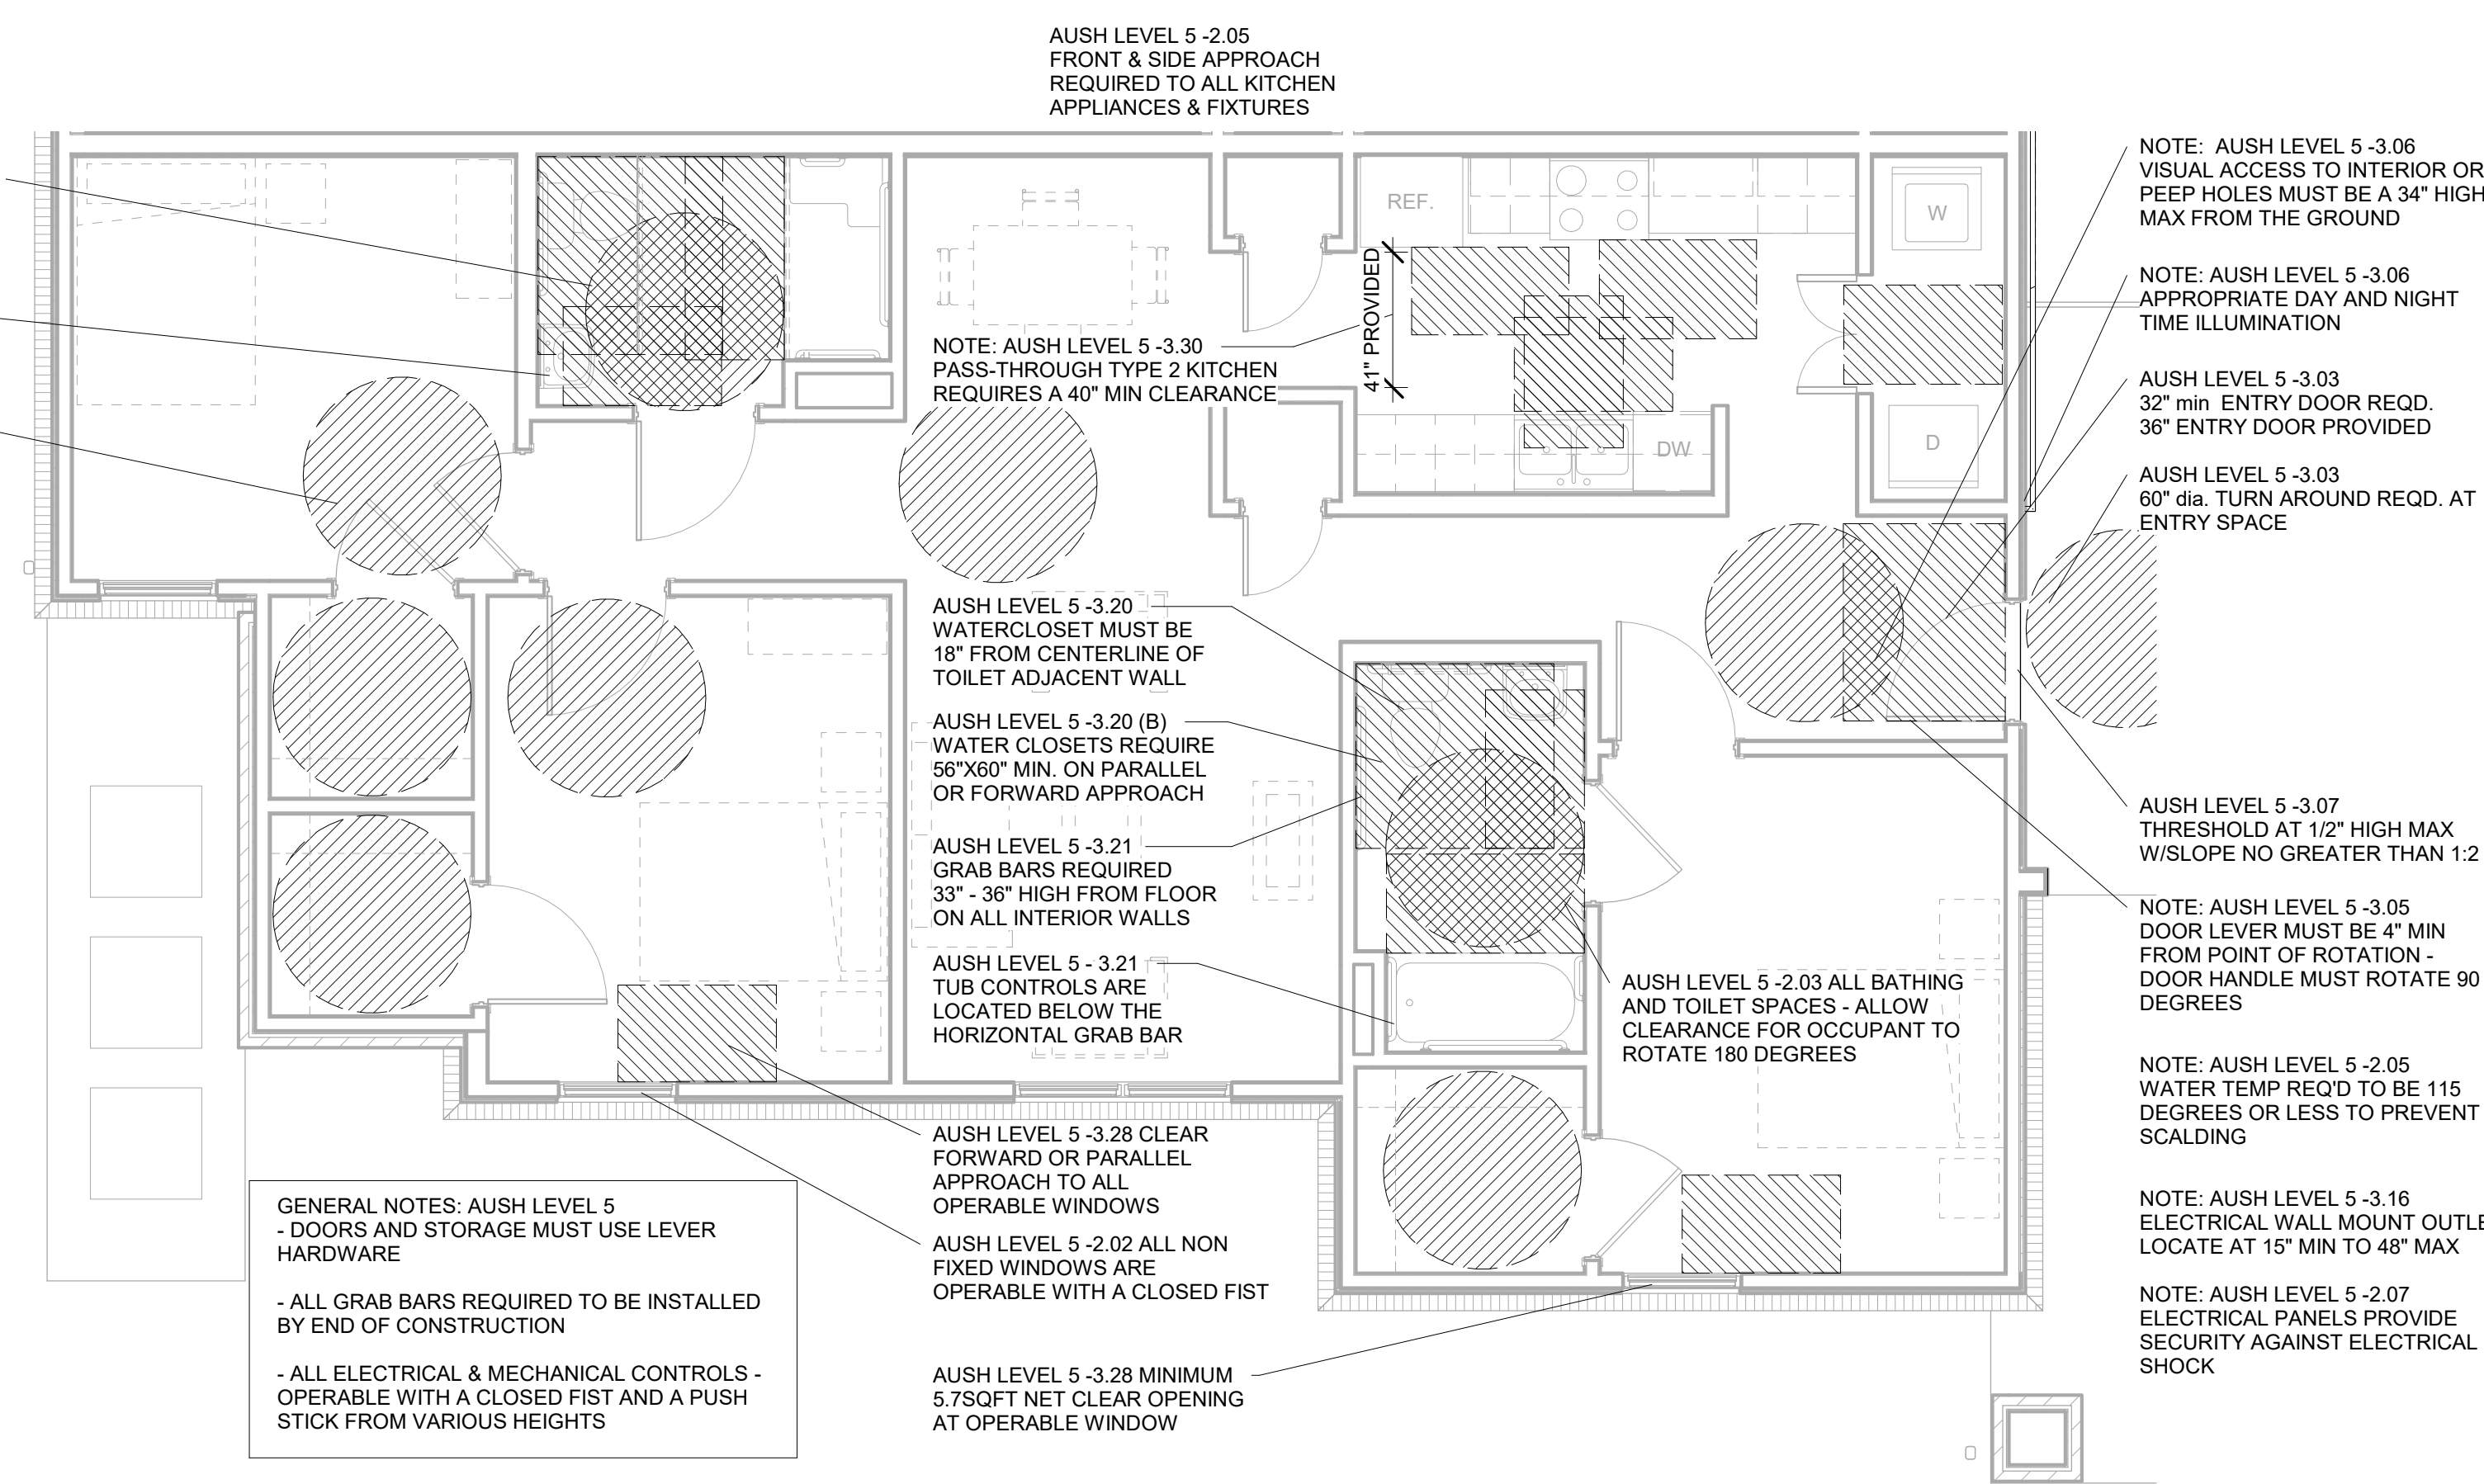 AUSH LEVEL 5 -2.05
FRONT & SIDE APPROACH
REQUIRED TO ALL KITCHEN
APPLIANCES & FIXTURES
REF.
W
D
DW
41" PROVIDED
NOTE: AUSH LEVEL 5 -3.30
PASS-THROUGH TYPE 2 KITCHEN
REQUIRES A 40" MIN CLEARANCE
AUSH LEVEL 5 -3.20
WATERCLOSET MUST BE
18" FROM CENTERLINE OF
TOILET ADJACENT WALL
AUSH LEVEL 5 -3.20 (B)
WATER CLOSETS REQUIRE
56"X60" MIN. ON PARALLEL
OR FORWARD APPROACH
AUSH LEVEL 5 -3.21
GRAB BARS REQUIRED
33" - 36" HIGH FROM FLOOR
ON ALL INTERIOR WALLS
AUSH LEVEL 5 - 3.21
TUB CONTROLS ARE
LOCATED BELOW THE
HORIZONTAL GRAB BAR
AUSH LEVEL 5 -2.03 ALL BATHING
AND TOILET SPACES - ALLOW
CLEARANCE FOR OCCUPANT TO
ROTATE 180 DEGREES
AUSH LEVEL 5 -3.28 CLEAR
FORWARD OR PARALLEL
APPROACH TO ALL
OPERABLE WINDOWS
AUSH LEVEL 5 -2.02 ALL NON
FIXED WINDOWS ARE
OPERABLE WITH A CLOSED FIST
AUSH LEVEL 5 -3.28 MINIMUM
5.7SQFT NET CLEAR OPENING
AT OPERABLE WINDOW
GENERAL NOTES: AUSH LEVEL 5
- DOORS AND STORAGE MUST USE LEVER
HARDWARE
- ALL GRAB BARS REQUIRED TO BE INSTALLED
BY END OF CONSTRUCTION
- ALL ELECTRICAL & MECHANICAL CONTROLS -
OPERABLE WITH A CLOSED FIST AND A PUSH
STICK FROM VARIOUS HEIGHTS
NOTE: AUSH LEVEL 5 -3.06
VISUAL ACCESS TO INTERIOR OR
PEEP HOLES MUST BE A 34" HIGH
MAX FROM THE GROUND
NOTE: AUSH LEVEL 5 -3.06
APPROPRIATE DAY AND NIGHT
TIME ILLUMINATION
AUSH LEVEL 5 -3.03
32" min ENTRY DOOR REQD.
36" ENTRY DOOR PROVIDED
AUSH LEVEL 5 -3.03
60" dia. TURN AROUND REQD. AT
ENTRY SPACE
AUSH LEVEL 5 -3.07
THRESHOLD AT 1/2" HIGH MAX
W/SLOPE NO GREATER THAN 1:2
NOTE: AUSH LEVEL 5 -3.05
DOOR LEVER MUST BE 4" MIN
FROM POINT OF ROTATION -
DOOR HANDLE MUST ROTATE 90
DEGREES
NOTE: AUSH LEVEL 5 -2.05
WATER TEMP REQ'D TO BE 115
DEGREES OR LESS TO PREVENT
SCALDING
NOTE: AUSH LEVEL 5 -3.16
ELECTRICAL WALL MOUNT
LOCATE AT 15" MIN TO 48" MAX
NOTE: AUSH LEVEL 5 -2.07
ELECTRICAL PANELS PROVIDE
SECURITY AGAINST ELECTRICAL
SHOCK